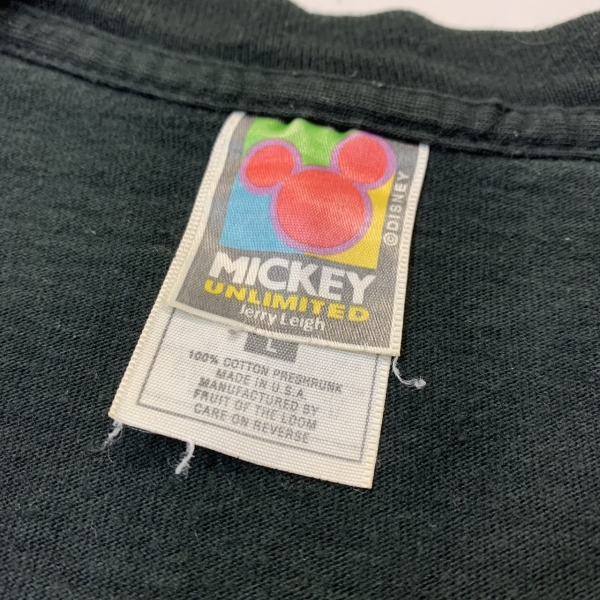 ©DISNEY
MICKEY
UNLIMITED
Jerry Leigh
L
100% COTTON PRESHRUNK
MADE IN U.S.A
MANUFACTURED BY
FRUIT OF THE LOOM
CARE ON REVERSE